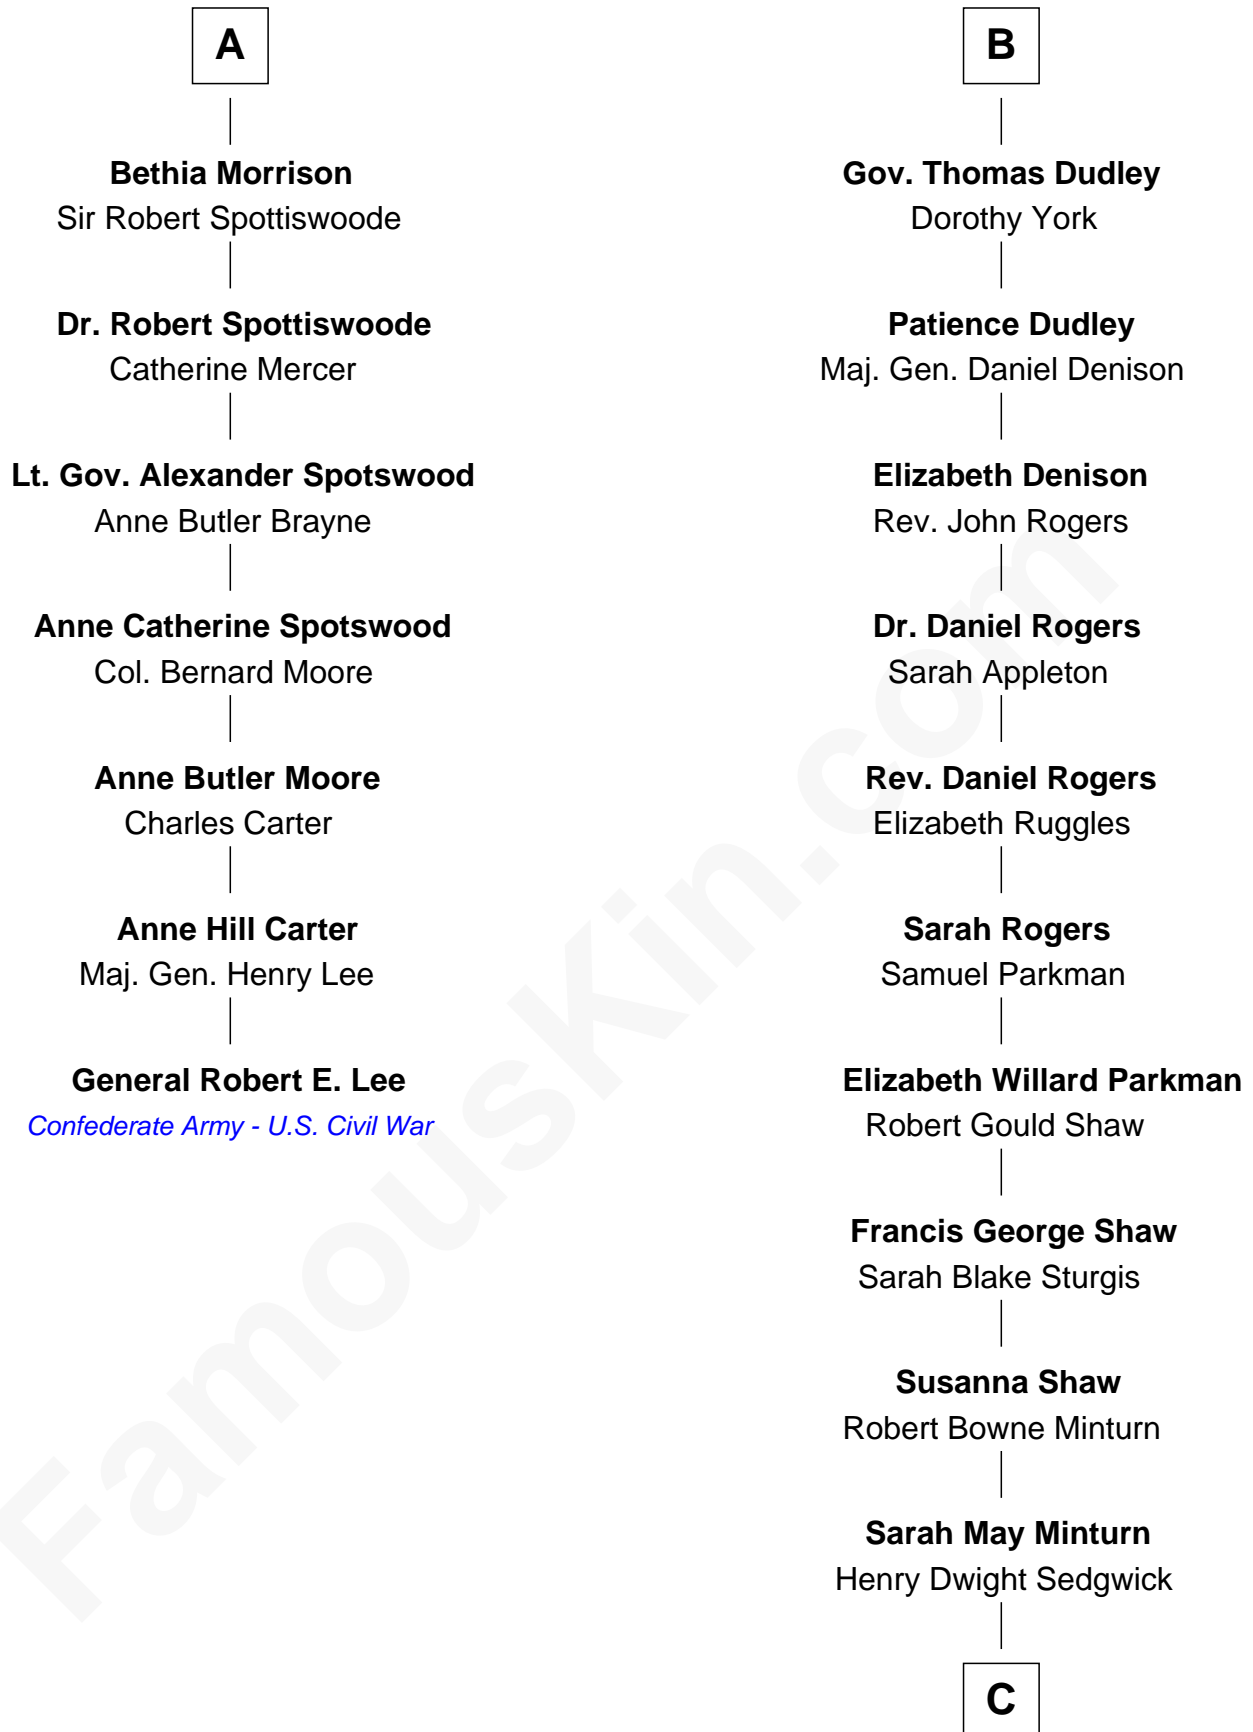 A
Bethia Morrison
Sir Robert Spottiswoode
Dr. Robert Spottiswoode
Catherine Mercer
Lt. Gov. Alexander Spotswood
Anne Butler Brayne
Anne Catherine Spotswood
Col. Bernard Moore
Anne Butler Moore
Charles Carter
Anne Hill Carter
Maj. Gen. Henry Lee
General Robert E. Lee
Confederate Army - U.S. Civil War
B
Gov. Thomas Dudley
Dorothy York
Patience Dudley
Maj. Gen. Daniel Denison
Elizabeth Denison
Rev. John Rogers
Dr. Daniel Rogers
Sarah Appleton
Rev. Daniel Rogers
Elizabeth Ruggles
Sarah Rogers
Samuel Parkman
Elizabeth Willard Parkman
Robert Gould Shaw
Francis George Shaw
Sarah Blake Sturgis
Susanna Shaw
Robert Bowne Minturn
Sarah May Minturn
Henry Dwight Sedgwick
C
FamousKin.com